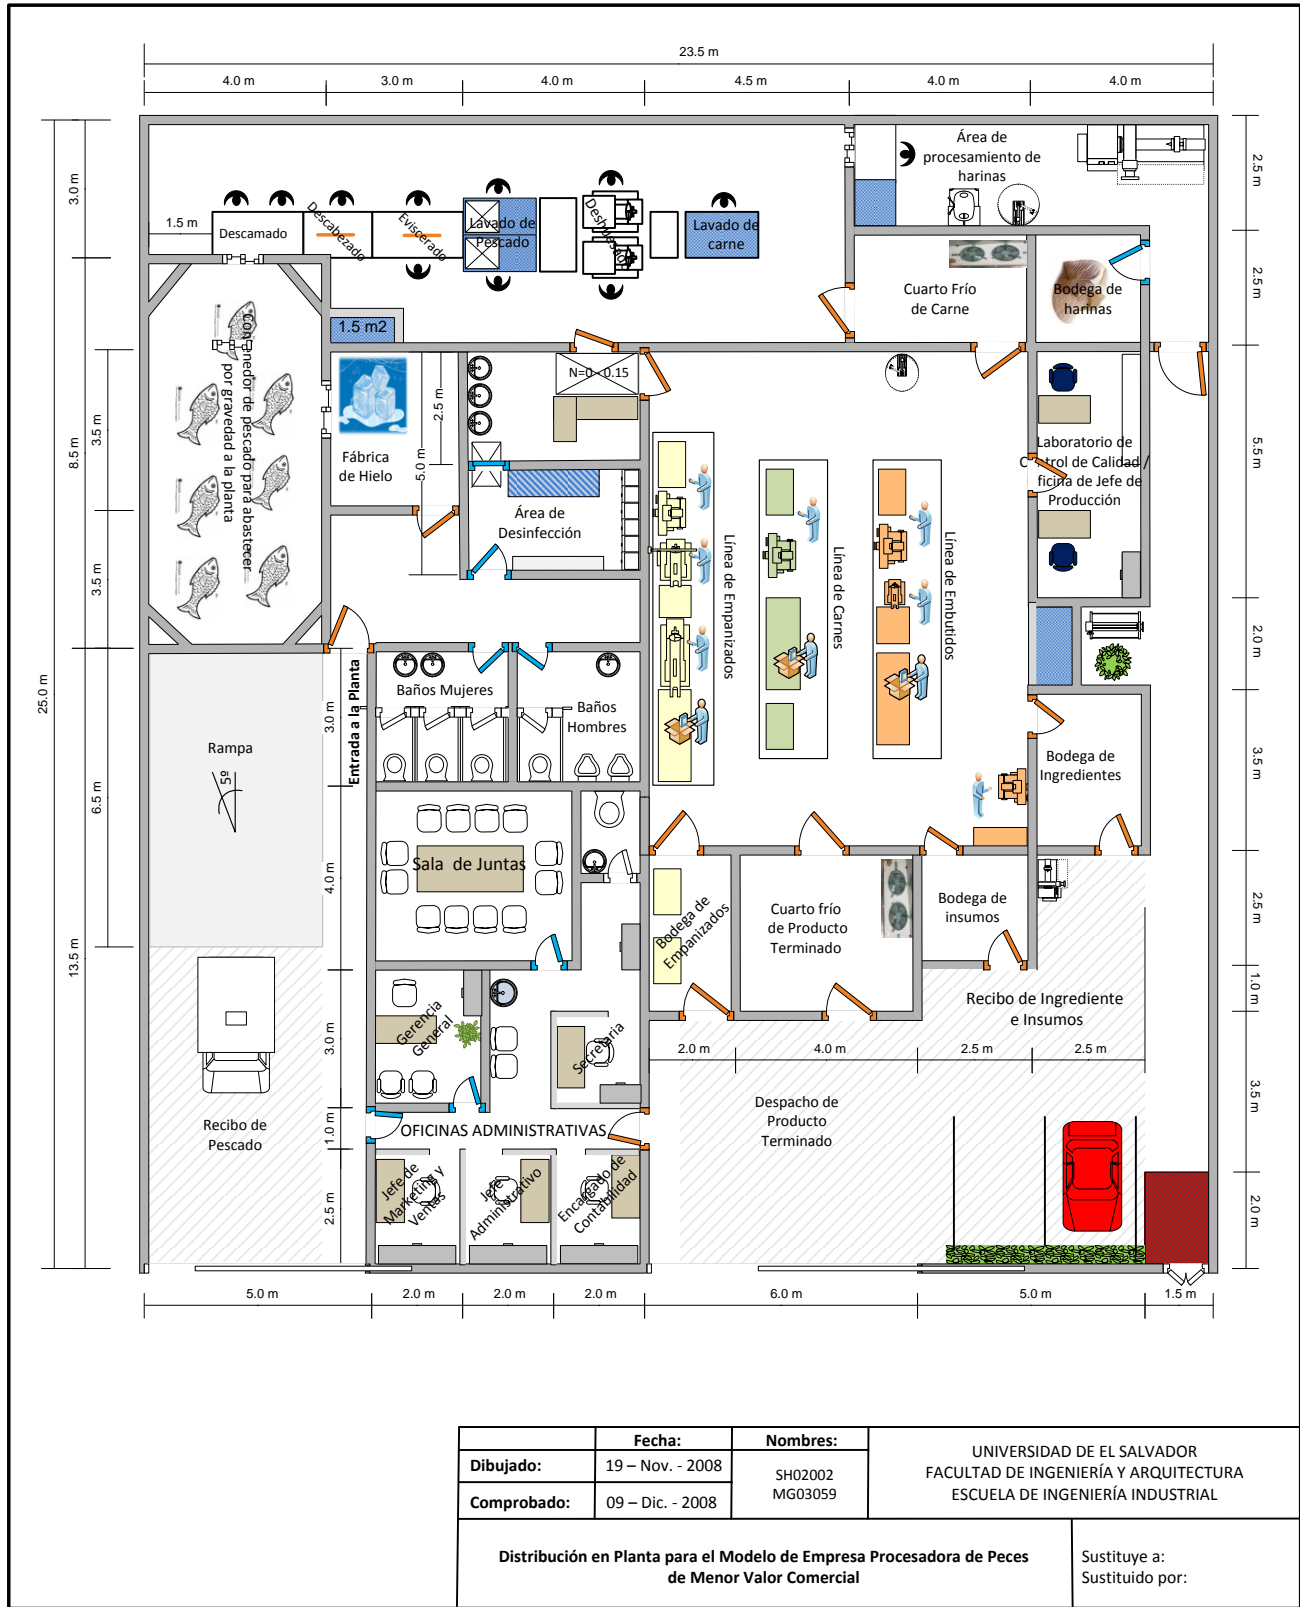 23.5 m
4.0 m
3.0 m
4.0 m
4.5 m
4.0 m
4.0 m
25.0 m
3.0 m
8.5 m
3.5 m
3.5 m
13.5 m
6.5 m
1.5 m
Descamado
Descabezado
Eviscerado
Lavado de
Pescado
Deshuesado
Lavado de
carne
Área de
procesamiento de
harinas
2.5 m
Cuarto Frío
de Carne
Bodega de
harinas
2.5 m
1.5 m2
Contenedor de pescado para abastecer
por gravedad a la planta
Fábrica
de Hielo
2.5 m
5.0 m
N=0+0.15
Área de
Desinfección
Línea de Empanizados
Línea de Carnes
Línea de Embutidos
Laboratorio de
Control de Calidad /
ficina de Jefe de
Producción
5.5 m
2.0 m
Rampa
5º
Entrada a la Planta
3.0 m
Baños Mujeres
Baños
Hombres
Bodega de
Ingredientes
3.5 m
4.0 m
Sala de Juntas
Bodega de
Empanizados
Cuarto frío
de Producto
Terminado
Bodega de
insumos
2.5 m
Recibo de Ingrediente
e Insumos
1.0 m
3.0 m
Gerencia
General
Secretaria
2.0 m
4.0 m
2.5 m
2.5 m
Recibo de
Pescado
1.0 m
OFICINAS ADMINISTRATIVAS
Despacho de
Producto
Terminado
3.5 m
2.5 m
Jefe de
Marketing y
Ventas
Jefe
Administrativo
Encargado de
Contabilidad
2.0 m
5.0 m
2.0 m
2.0 m
2.0 m
6.0 m
5.0 m
1.5 m
Fecha:
Nombres:
Dibujado:
19 – Nov. - 2008
SH02002
MG03059
Comprobado:
09 – Dic. - 2008
UNIVERSIDAD DE EL SALVADOR
FACULTAD DE INGENIERÍA Y ARQUITECTURA
ESCUELA DE INGENIERÍA INDUSTRIAL
Distribución en Planta para el Modelo de Empresa Procesadora de Peces
de Menor Valor Comercial
Sustituye a:
Sustituido por: